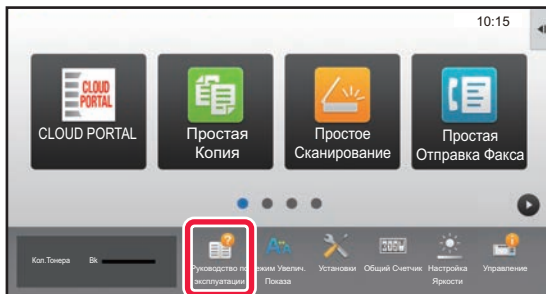 10:15
CLOUD
PORTAL
CLOUD PORTAL
Простая
Копия
Простое
Сканирование
Простая
Отправка Факса
Кол.Тонера
Bk
Руководство по
эксплуатации
Режим Увелич.
Показа
Установки
Общий Счетчик
Настройка
Яркости
Управление